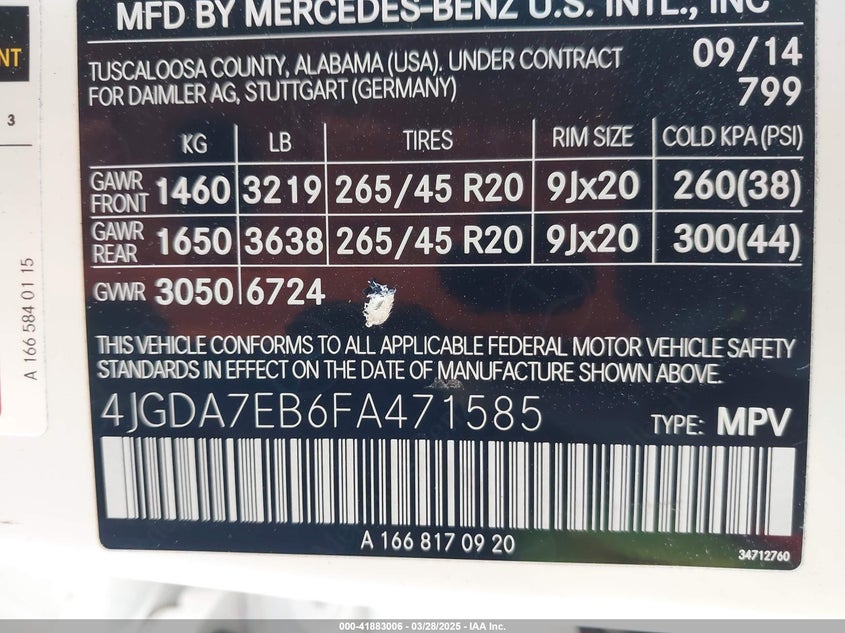 MFD BY MERCEDES-BENZ U.S. INTL., INC
TUSCALOOSA COUNTY, ALABAMA (USA). UNDER CONTRACT
FOR DAIMLER AG, STUTTGART (GERMANY)
09/14
799
KG LB TIRES RIM SIZE COLD KPA (PSI)
GAWR FRONT 1460 3219 265/45 R20 9Jx20 260(38)
GAWR REAR 1650 3638 265/45 R20 9Jx20 300(44)
GWWR 3050 6724
THIS VEHICLE CONFORMS TO ALL APPLICABLE FEDERAL MOTOR VEHICLE SAFETY
STANDARDS IN EFFECT ON THE DATE OF MANUFACTURE SHOWN ABOVE.
4JGDA7EB6FA471585 TYPE: MPV
A 166 817 09 20
34712760
3
A 166 584 01 15
000-41883006 | 03/28/2025 - IAA Inc.